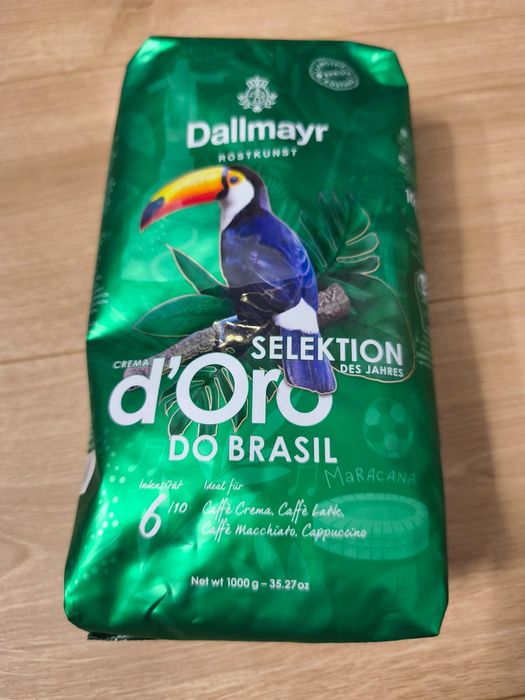 Dallmayr
RÖSTKUNST
SELEKTION
DES JAHRES
CREMA
d'Oro
DO BRASIL
MARACANA
Intensität
6/10
Ideal für
Caffè Crema, Caffè Latte,
Caffè Macchiato, Cappuccino
Net wt 1000 g – 35.27 oz